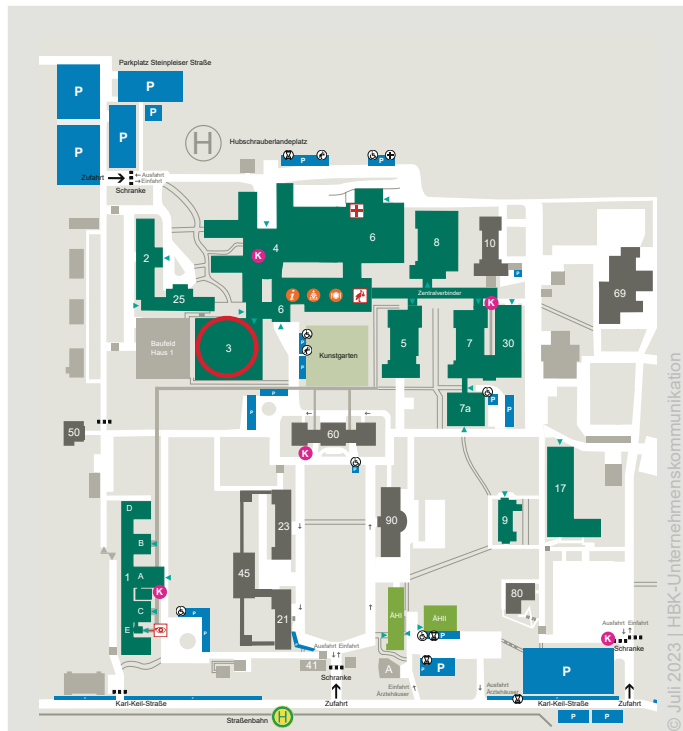 Parkplatz Steinpleiser Straße
P
P
P
P
P
H
Hubschrauberlandeplatz
P
P
Zufahrt
←Ausfahrt
→Einfahrt
Schranke
4
6
8
10
K
2
25
69
i
6
Zentralverbinder
K
P
Baufeld
Haus 1
3
P
P
Kunstgarten
5
7
30
7a
P
P
P
P
50
60
K
P
17
D
B
1
A
K
C
E
23
45
21
90
9
80
P
P
ÄHI
ÄHII
P
P
K
Ausfahrt Einfahrt
Schranke
Ausfahrt Einfahrt
41
Schranke
A
Einfahrt
Ärztehäuser
Ausfahrt
Ärztehäuser
P
Karl-Keil-Straße
Zufahrt
Karl-Keil-Straße
Zufahrt
Straßenbahn
H
P
P
© Juli 2023 | HBK-Unternehmenskommunikation